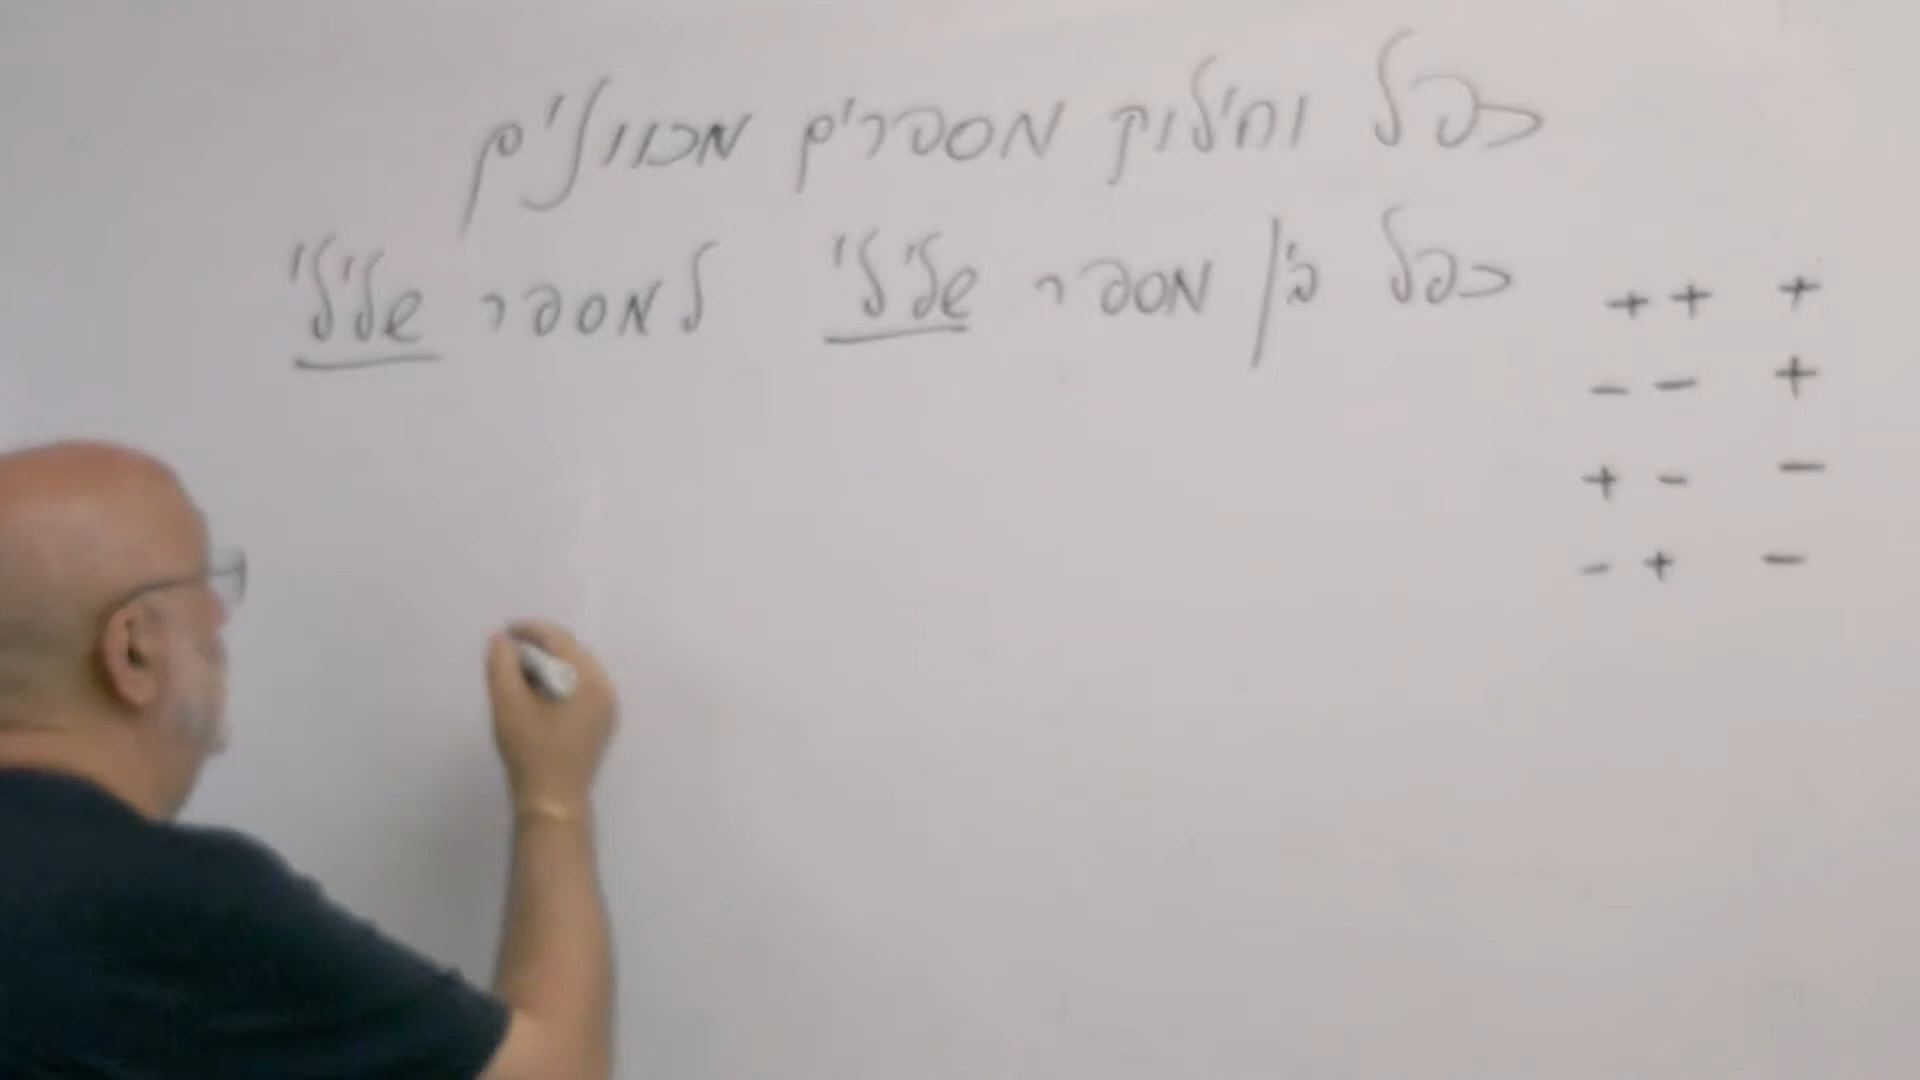 כפל וחילוק מספרים מכוונים
כפל בין מספר שלילי למספר שלילי
+ + +
- - +
+ - -
- + -